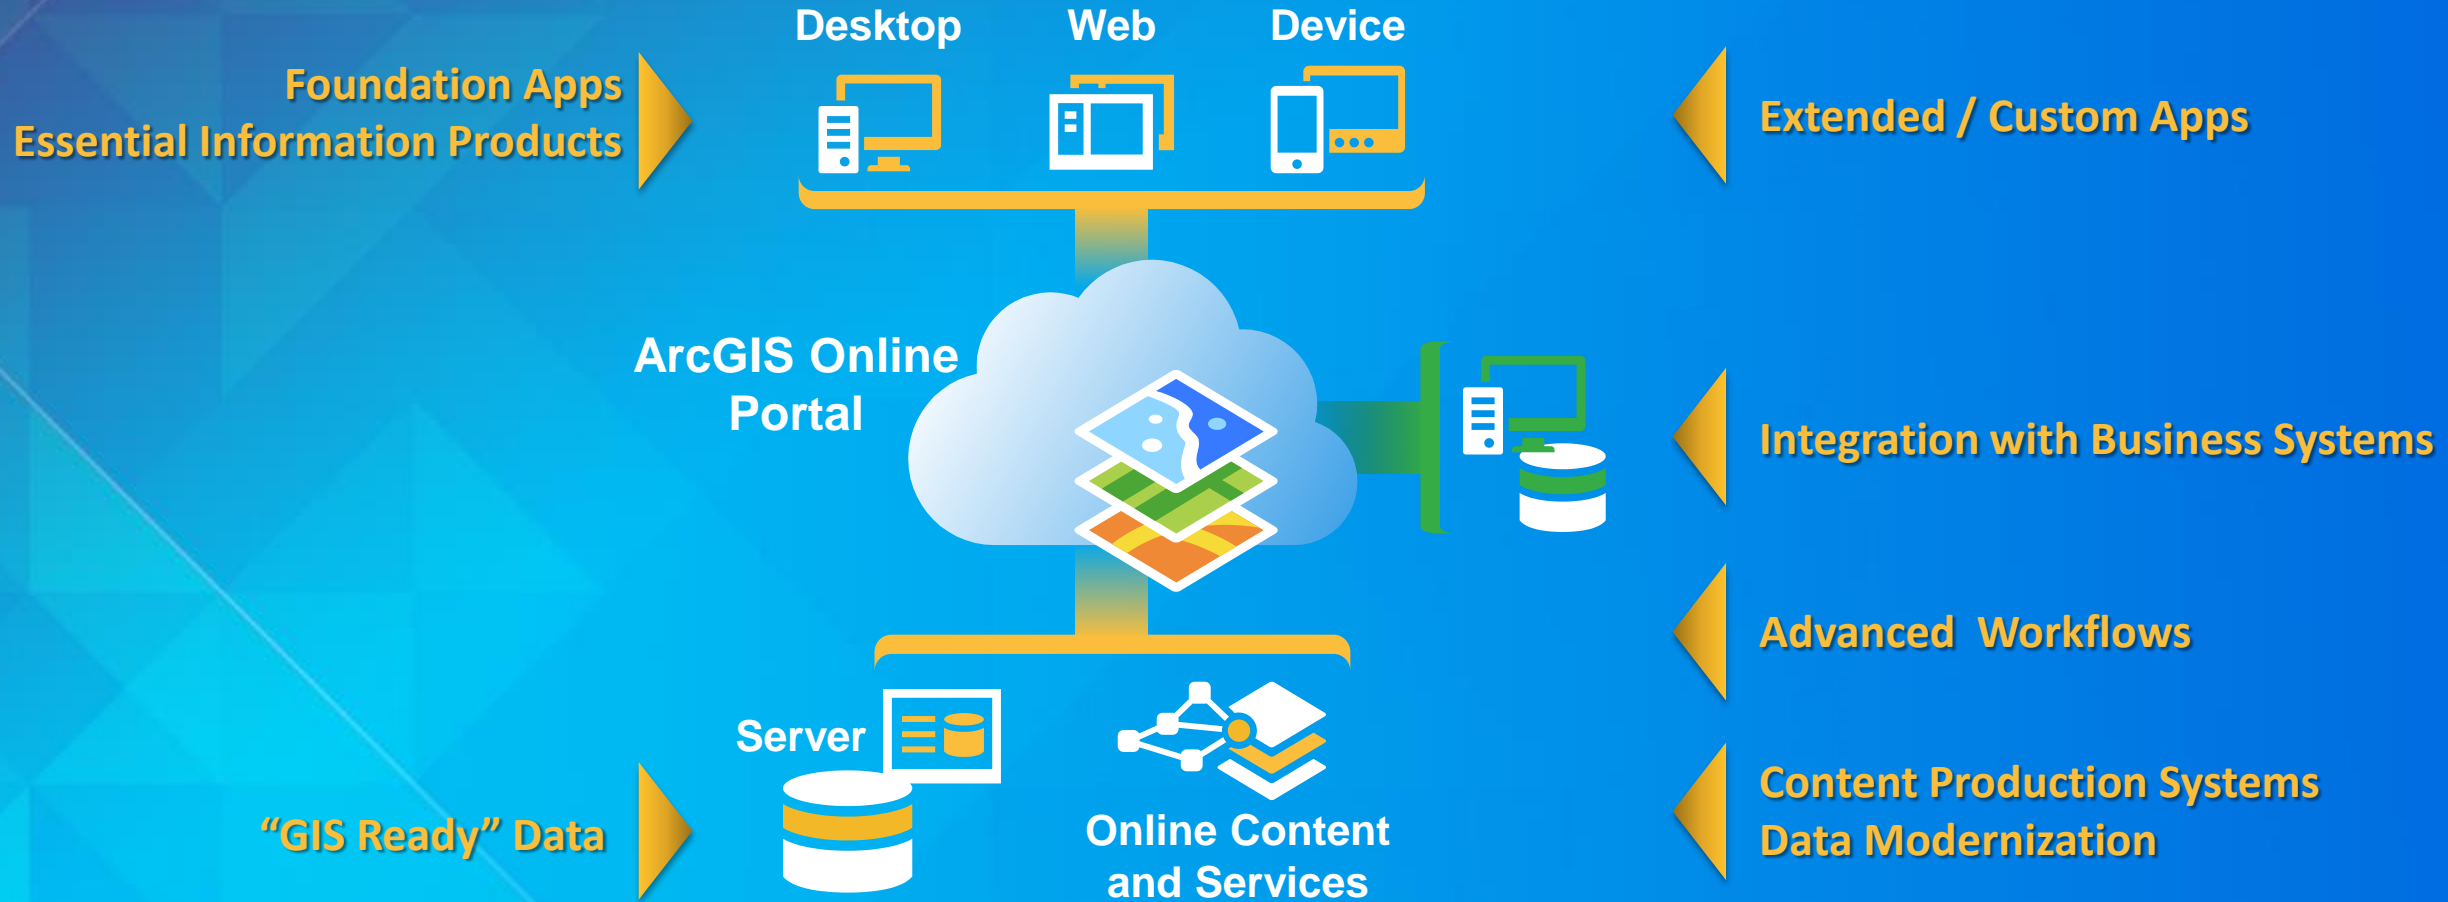 Desktop
Web
Device
Foundation Apps
Essential Information Products
Extended / Custom Apps
ArcGIS Online
Portal
Integration with Business Systems
Advanced Workflows
Server
Content Production Systems
Data Modernization
“GIS Ready” Data
Online Content
and Services